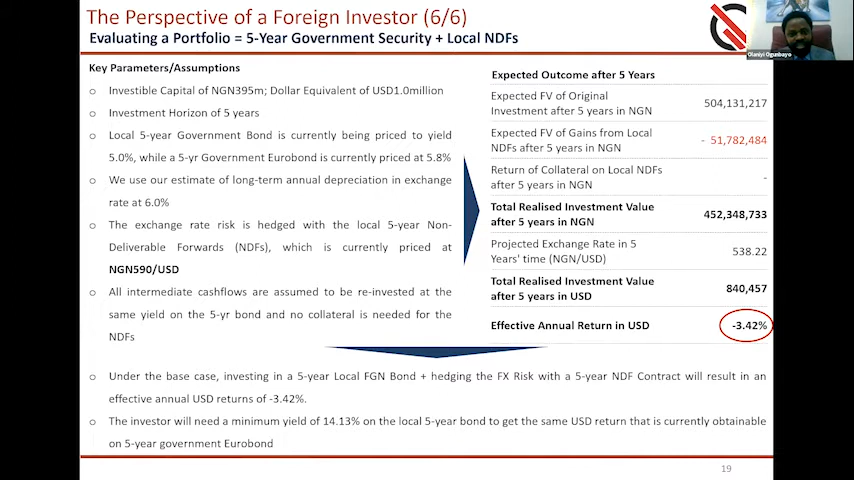 The Perspective of a Foreign Investor (6/6)
Evaluating a Portfolio = 5-Year Government Security + Local NDFs
Olaniyi Ogunbayo
Key Parameters/Assumptions
o Investible Capital of NGN395m; Dollar Equivalent of USD1.0million
o Investment Horizon of 5 years
o Local 5-year Government Bond is currently being priced to yield
5.0%, while a 5-yr Government Eurobond is currently priced at 5.8%
o We use our estimate of long-term annual depreciation in exchange
rate at 6.0%
o The exchange rate risk is hedged with the local 5-year Non-
Deliverable Forwards (NDFs), which is currently priced at
NGN590/USD
o All intermediate cashflows are assumed to be re-invested at the
same yield on the 5-yr bond and no collateral is needed for the
NDFs
Expected Outcome after 5 Years
Expected FV of Original
Investment after 5 years in NGN 504,131,217
Expected FV of Gains from Local
NDFs after 5 years in NGN - 51,782,484
Return of Collateral on Local NDFs
after 5 years in NGN -
Total Realised Investment Value
after 5 years in NGN 452,348,733
Projected Exchange Rate in 5
Years' time (NGN/USD) 538.22
Total Realised Investment Value
after 5 years in USD 840,457
Effective Annual Return in USD -3.42%
o Under the base case, investing in a 5-year Local FGN Bond + hedging the FX Risk with a 5-year NDF Contract will result in an
effective annual USD returns of -3.42%.
o The investor will need a minimum yield of 14.13% on the local 5-year bond to get the same USD return that is currently obtainable
on 5-year government Eurobond
19